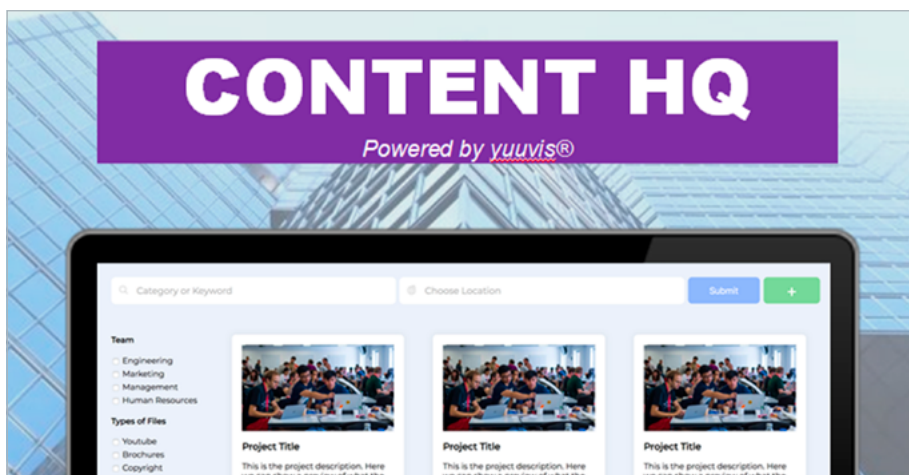 CONTENT HQ
Powered by yuuvis®
Category or Keyword
Choose Location
Submit
+
Team
Engineering
Marketing
Management
Human Resources
Types of Files
Youtube
Brochures
Copyright
Project Title
This is the project description. Here
Project Title
This is the project description. Here
Project Title
This is the project description. Here